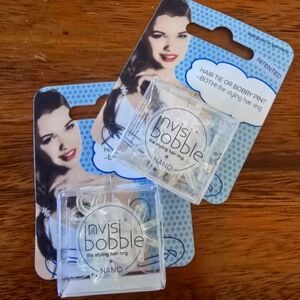 PATENTED
HAIR TIE OR BOBBY PIN?
-BOTH! the styling hair ring
invisi
bobble
the styling hair ring
NANO
Ha
invisi
bobble
the styling hair ring
NANO